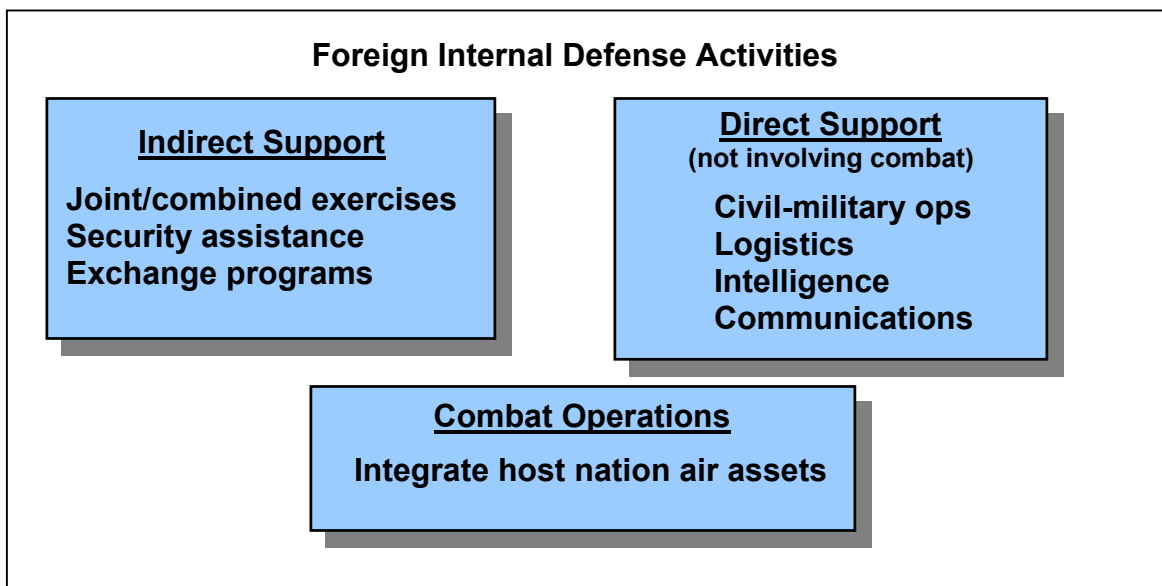 Foreign Internal Defense Activities
Indirect Support
Joint/combined exercises
Security assistance
Exchange programs
Direct Support
(not involving combat)
Civil-military ops
Logistics
Intelligence
Communications
Combat Operations
Integrate host nation air assets